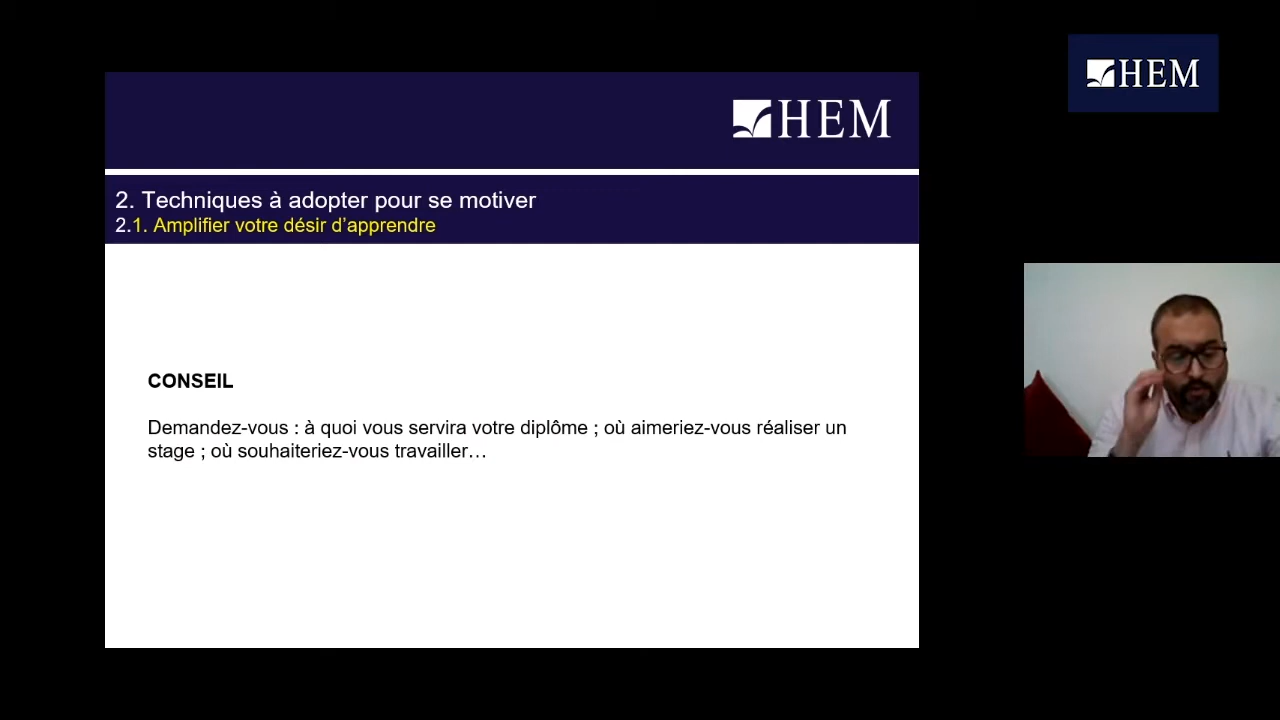 HEM
HEM
2. Techniques à adopter pour se motiver
2.1. Amplifier votre désir d’apprendre
CONSEIL
Demandez-vous : à quoi vous servira votre diplôme ; où aimeriez-vous réaliser un
stage ; où souhaiteriez-vous travailler…